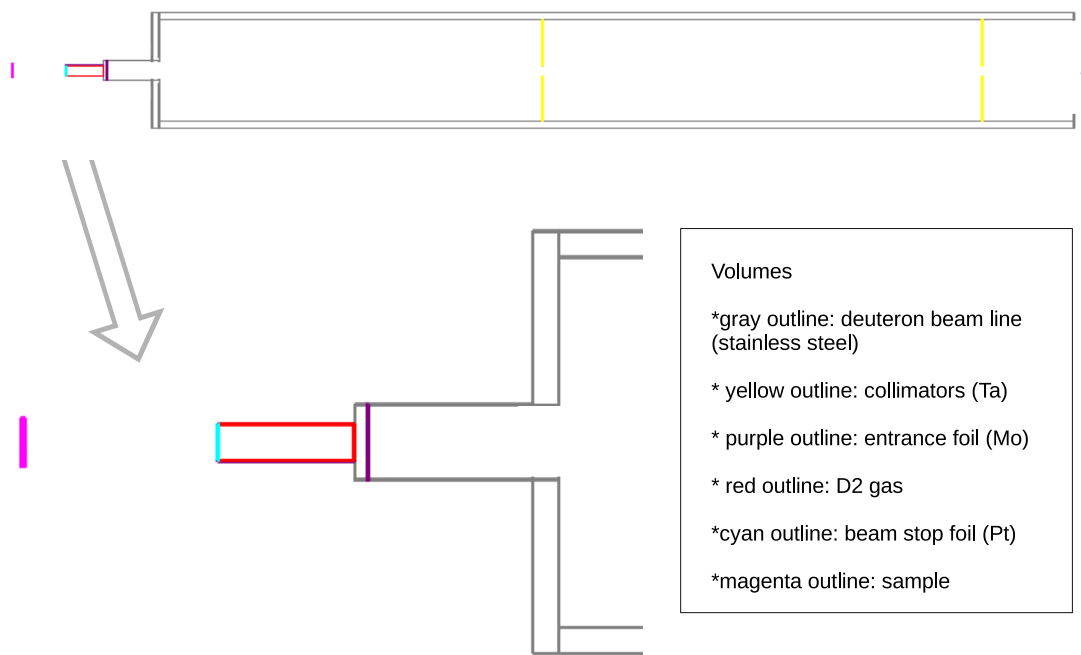 Volumes
*gray outline: deuteron beam line
(stainless steel)
* yellow outline: collimators (Ta)
* purple outline: entrance foil (Mo)
* red outline: D2 gas
*cyan outline: beam stop foil (Pt)
*magenta outline: sample